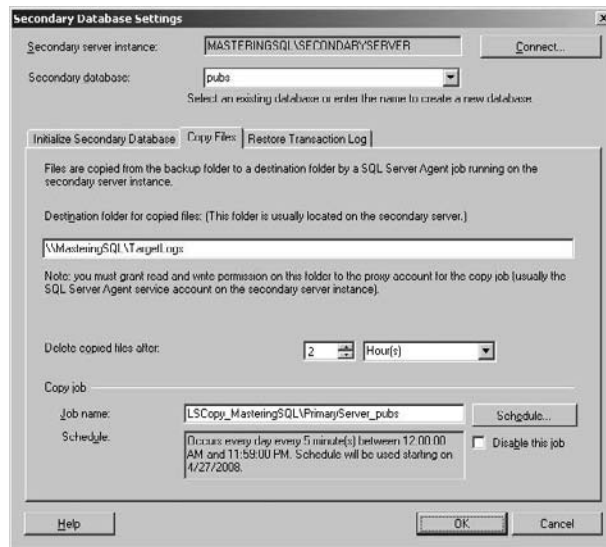 Secondary Database Settings
Secondary server instance:
MASTERINGSQL\SECONDARYSERVER
Connect...
Secondary database:
pubs
Select an existing database or enter the name to create a new database.
Initialize Secondary Database
Copy Files
Restore Transaction Log
Files are copied from the backup folder to a destination folder by a SQL Server Agent job running on the
secondary server instance.
Destination folder for copied files: (This folder is usually located on the secondary server.)
\\MasteringSQL\TargetLogs
Note: you must grant read and write permission on this folder to the proxy account for the copy job (usually the
SQL Server Agent service account on the secondary server instance).
Delete copied files after:
2
Hour(s)
Copy job
Job name:
LSCopy_MasteringSQL\PrimaryServer_pubs
Schedule...
Schedule:
Occurs every day every 5 minute(s) between 12:00:00
AM and 11:59:00 PM. Schedule will be used starting on
4/27/2008.
Disable this job
Help
OK
Cancel